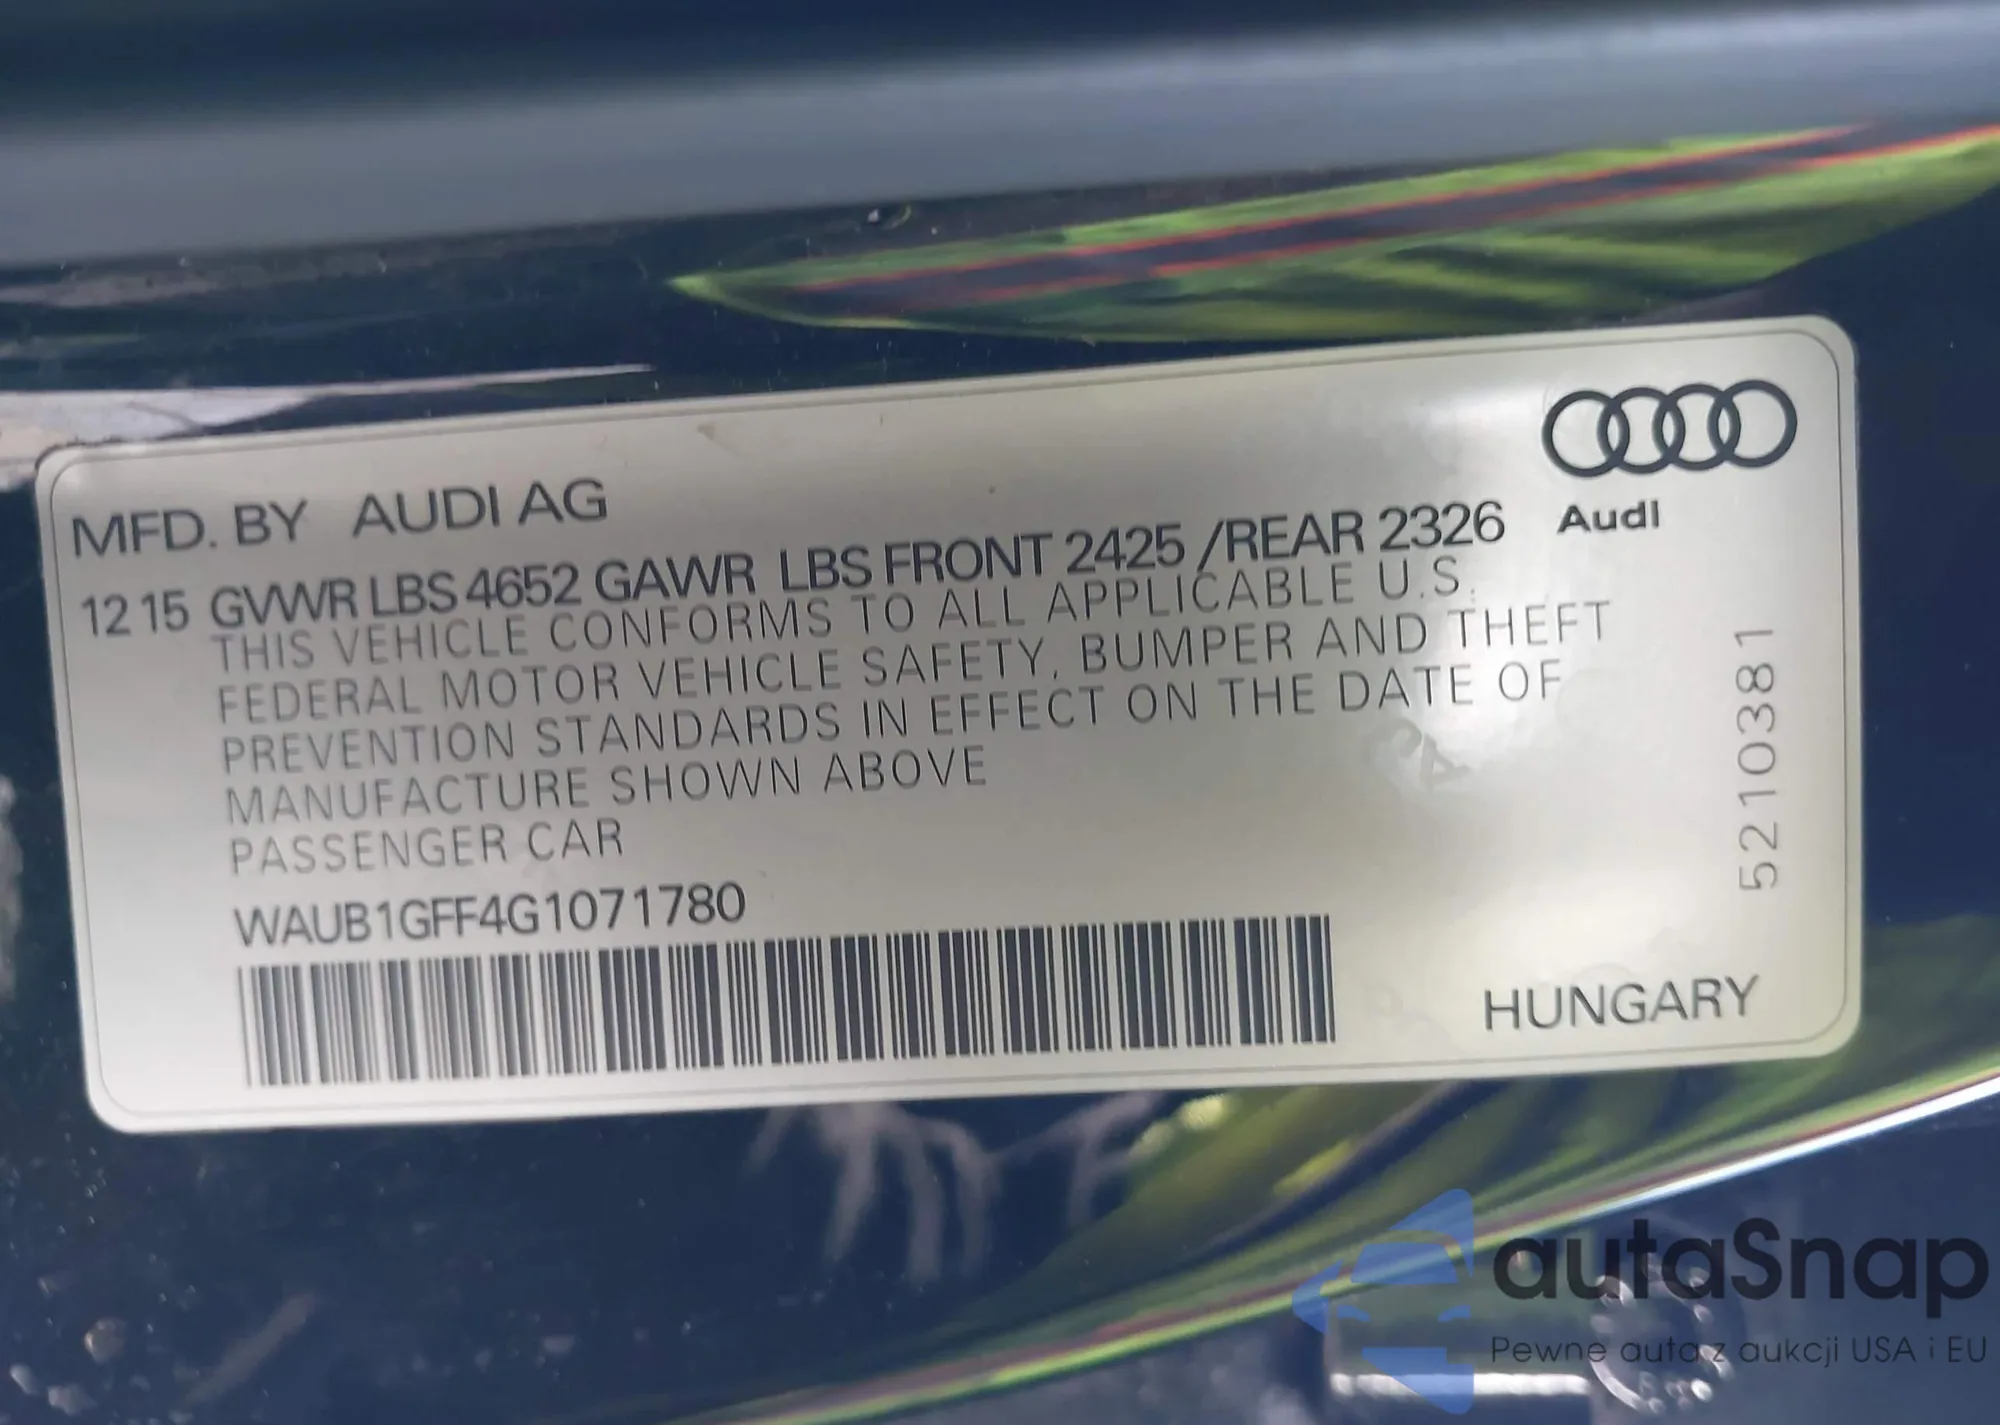 MFD. BY AUDI AG
Audi
12 15 GVWR LBS 4652 GAWR LBS FRONT 2425 /REAR 2326
THIS VEHICLE CONFORMS TO ALL APPLICABLE U.S.
FEDERAL MOTOR VEHICLE SAFETY, BUMPER AND THEFT
PREVENTION STANDARDS IN EFFECT ON THE DATE OF
MANUFACTURE SHOWN ABOVE
PASSENGER CAR
WAUB1GFF4G1071780
HUNGARY
5210381
autaSnap
Pewne auta z aukcji USA i EU